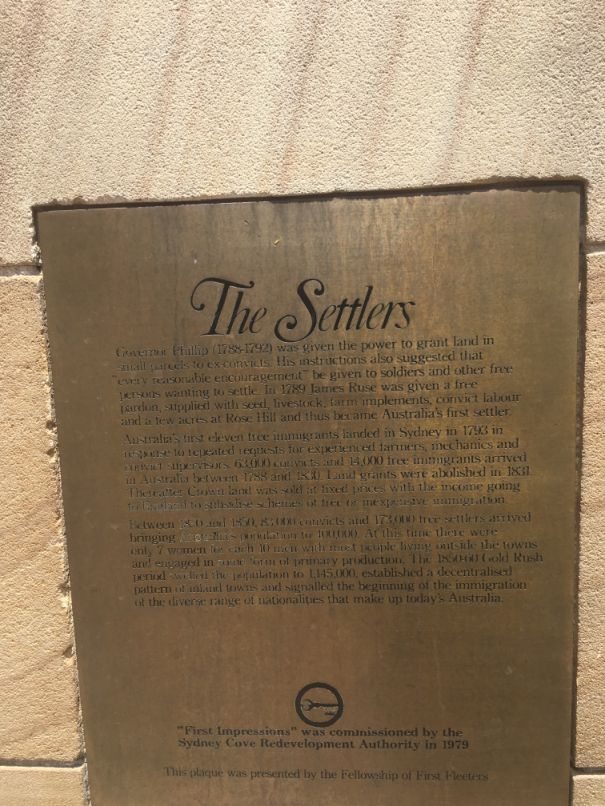 The Settlers
Governor Phillip (1788-1792) was given the power to grant land in
small parcels to ex-convicts. His instructions also suggested that
"every reasonable encouragement" be given to soldiers and other free
persons wanting to settle. In 1789 James Ruse was given a free
pardon, supplied with seed, livestock, farm implements, convict labour
and a few acres at Rose Hill and thus became Australia's first settler.
Australia's first eleven free immigrants landed in Sydney in 1793 in
response to repeated requests for experienced farmers, mechanics and
convict supervisors. 63,000 convicts and 14,000 free immigrants arrived
in Australia between 1788 and 1830. Land grants were abolished in 1831.
Thereafter Crown land was sold at fixed prices with the income going
to England to subsidise schemes of free or inexpensive immigration.
Between 1830 and 1850, 83,000 convicts and 173,000 free settlers arrived
bringing Australia's population to 400,000. At this time there were
only 7 women for each 10 men with most people living outside the towns
and engaged in some form of primary production. The 1850-60 Gold Rush
period swelled the population to 1,145,000, established a decentralised
pattern of inland towns and signalled the beginning of the immigration
of the diverse range of nationalities that make up today's Australia.
"First Impressions" was commissioned by the
Sydney Cove Redevelopment Authority in 1979
This plaque was presented by the Fellowship of First Fleeters